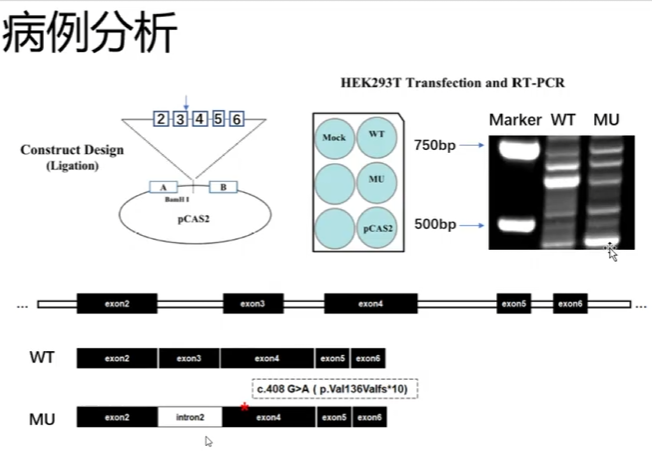 病例分析
HEK293T Transfection and RT-PCR
2 3 4 5 6
Construct Design
(Ligation)
A B
BamH I
pCAS2
Mock WT
MU
pCAS2
Marker WT MU
750bp
500bp
... exon2 exon3 exon4 exon5 exon6 ...
WT exon2 exon3 exon4 exon5 exon6
c.408 G>A ( p.Val136Valfs*10)
*
MU exon2 intron2 exon4 exon5 exon6